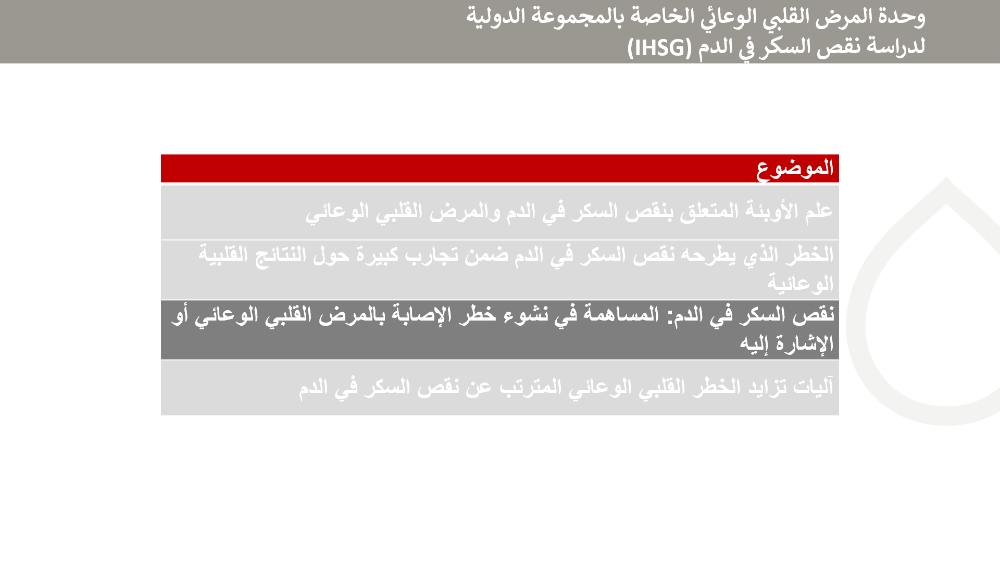 وحدة المرض القلبي الوعائي الخاصة بالمجموعة الدولية
لدراسة نقص السكر في الدم (IHSG)
الموضوع
علم الأوبئة المتعلق بنقص السكر في الدم والمرض القلبي الوعائي
الخطر الذي يطرحه نقص السكر في الدم ضمن تجارب كبيرة حول النتائج القلبية
الوعائية
نقص السكر في الدم: المساهمة في نشوء خطر الإصابة بالمرض القلبي الوعائي أو
الإشارة إليه
آليات تزايد الخطر القلبي الوعائي المترتب عن نقص السكر في الدم